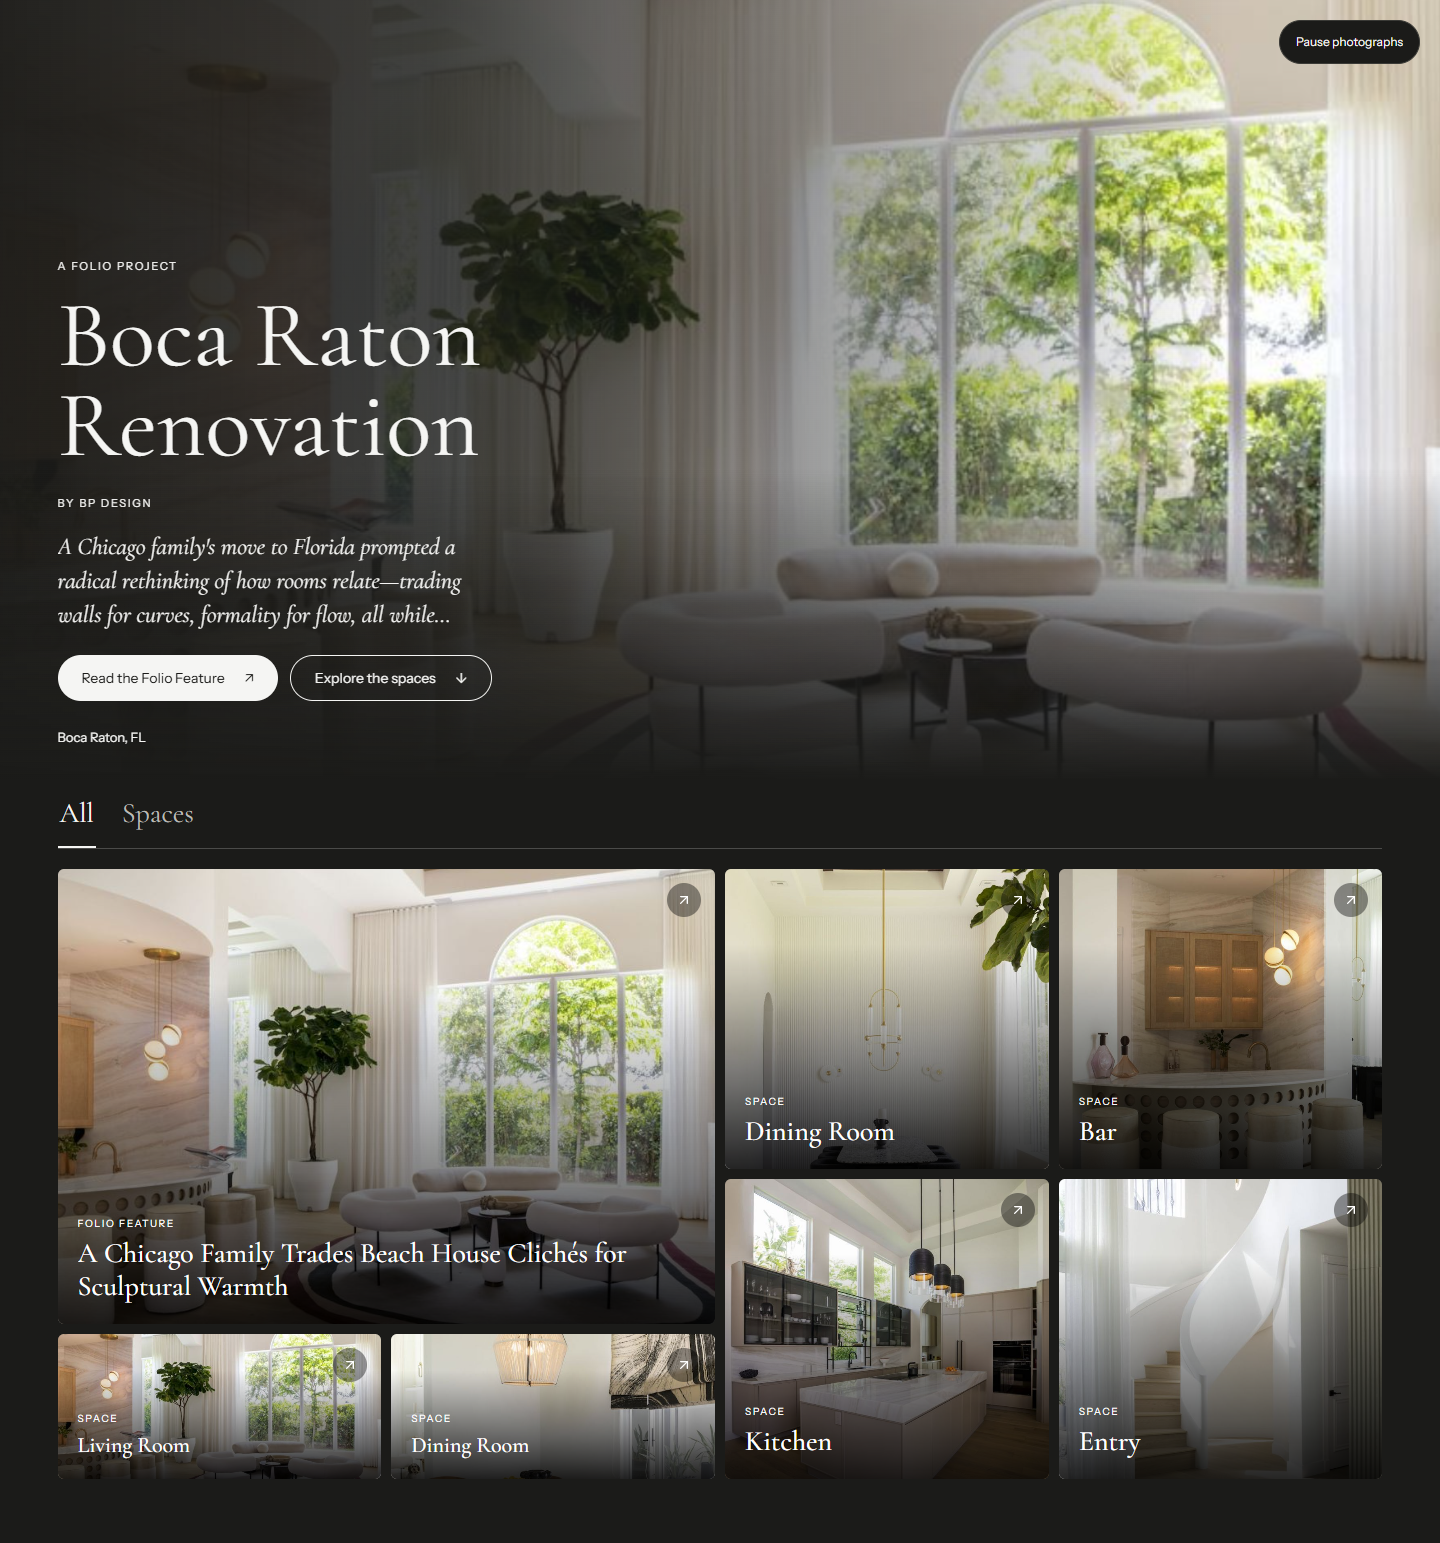 Pause photographs
A FOLIO PROJECT
Boca Raton
Renovation
BY BP DESIGN
A Chicago family's move to Florida prompted a
radical rethinking of how rooms relate—trading
walls for curves, formality for flow, all while...
Read the Folio Feature
Explore the spaces
Boca Raton, FL
All
Spaces
FOLIO FEATURE
A Chicago Family Trades Beach House Clichés for
Sculptural Warmth
SPACE
Dining Room
SPACE
Bar
SPACE
Living Room
SPACE
Dining Room
SPACE
Kitchen
SPACE
Entry